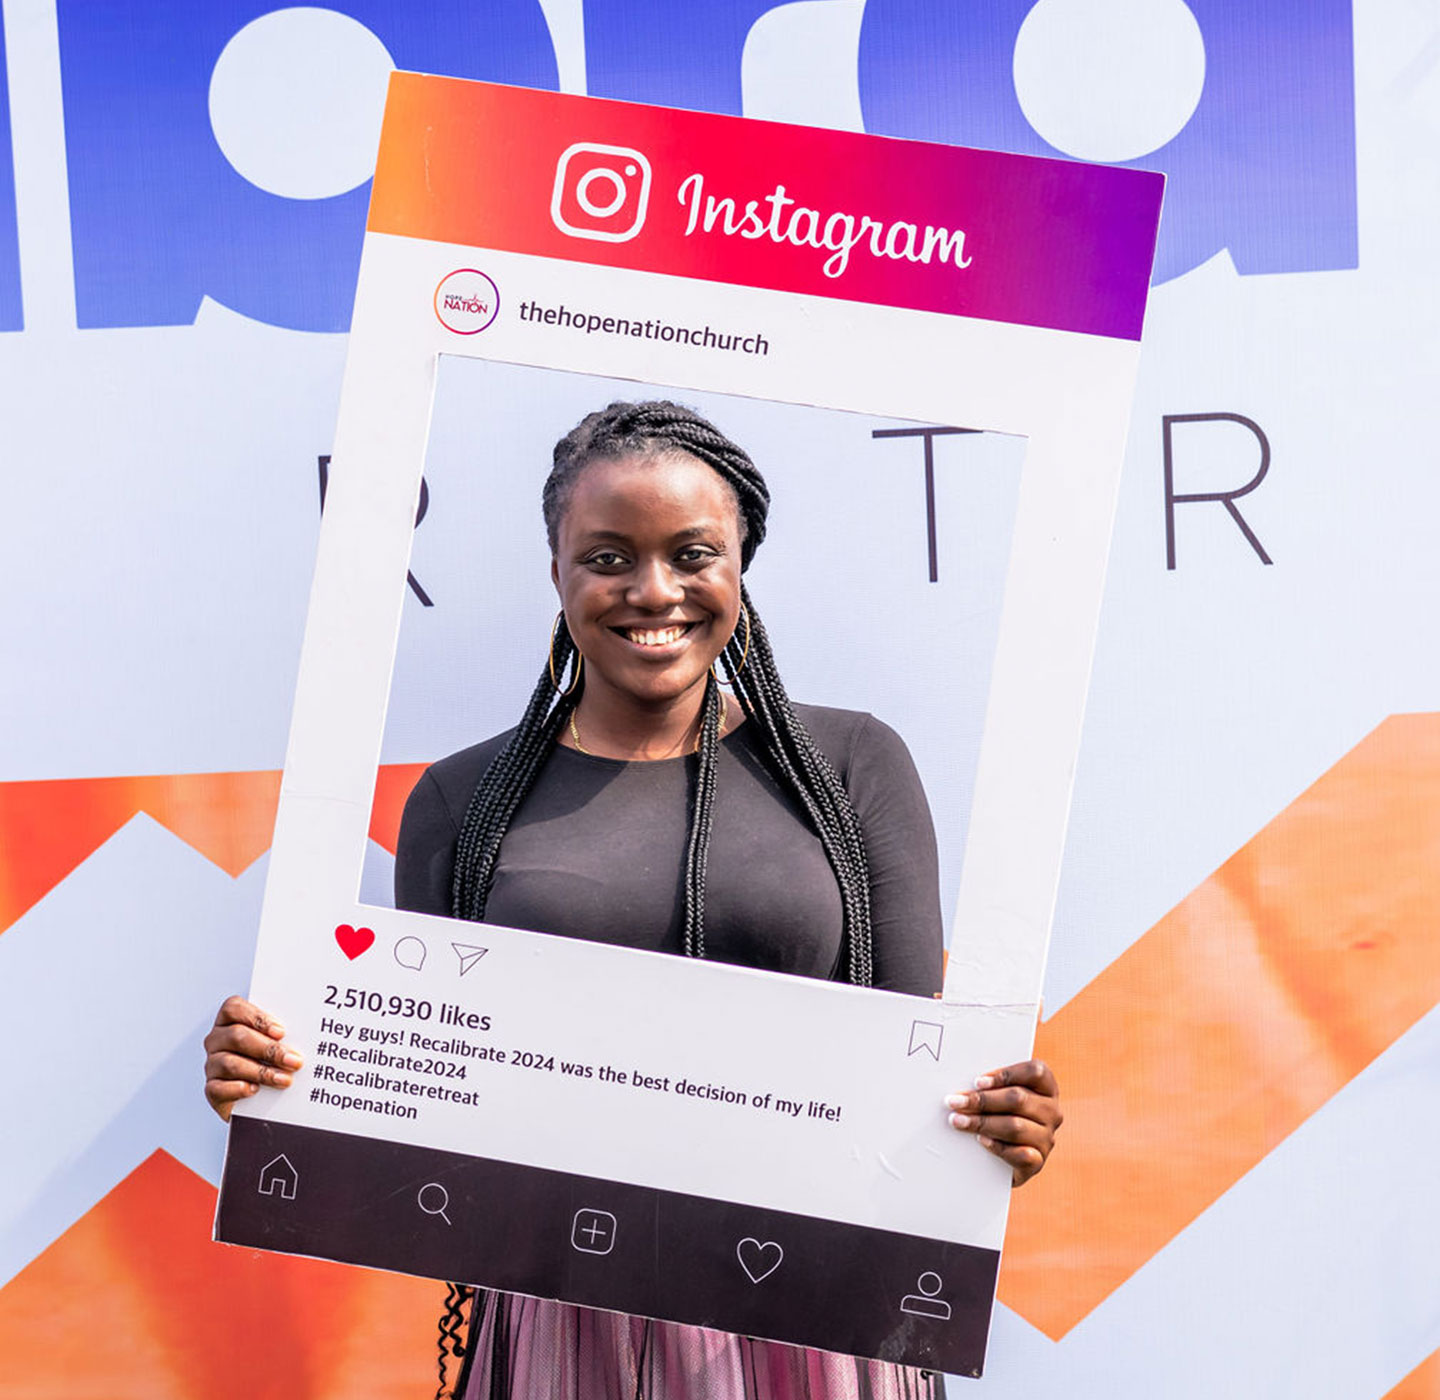 Instagram
HOPE
NATION
thehopenationchurch
R T R
2,510,930 likes
Hey guys! Recalibrate 2024 was the best decision of my life!
#Recalibrate2024
#Recalibrateretreat
#hopenation